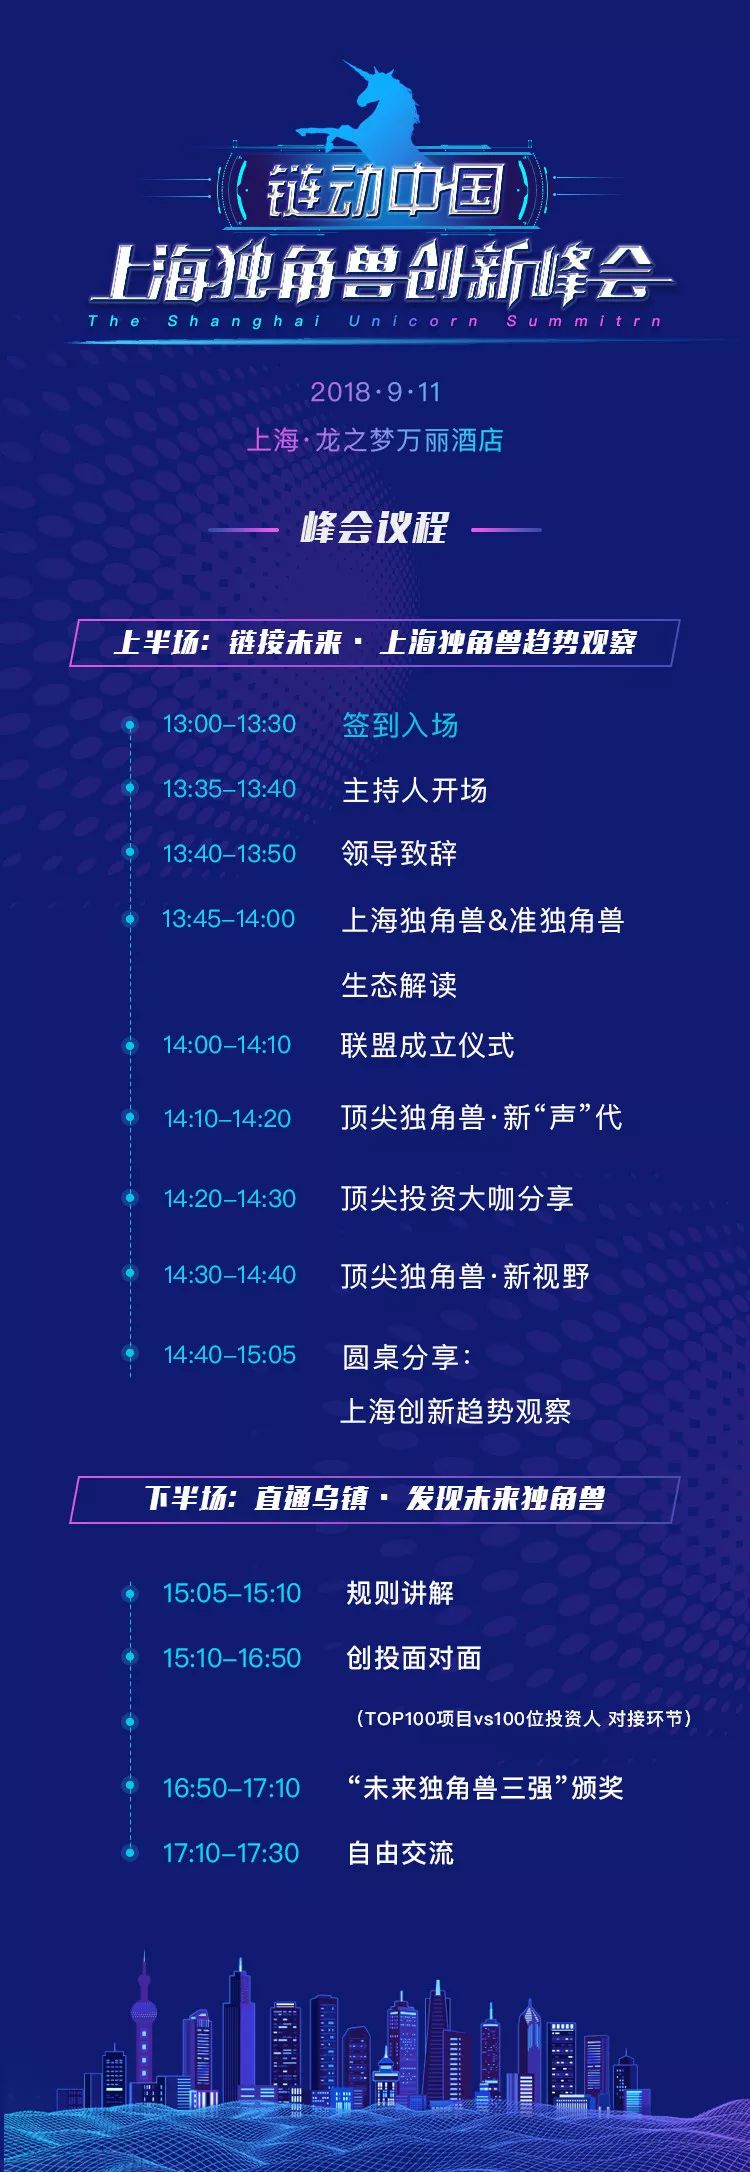 链动中国
上海独角兽创新峰会
The Shanghai Unicorn Summitrn
2018·9·11
上海·龙之梦万丽酒店
峰会议程
上半场：链接未来· 上海独角兽趋势观察
13:00-13:30 签到入场
13:35-13:40 主持人开场
13:40-13:50 领导致辞
13:45-14:00 上海独角兽&准独角兽
生态解读
14:00-14:10 联盟成立仪式
14:10-14:20 顶尖独角兽·新“声”代
14:20-14:30 顶尖投资大咖分享
14:30-14:40 顶尖独角兽·新视野
14:40-15:05 圆桌分享：
上海创新趋势观察
下半场：直通乌镇· 发现未来独角兽
15:05-15:10 规则讲解
15:10-16:50 创投面对面
（TOP100项目vs100位投资人 对接环节）
16:50-17:10 “未来独角兽三强”颁奖
17:10-17:30 自由交流